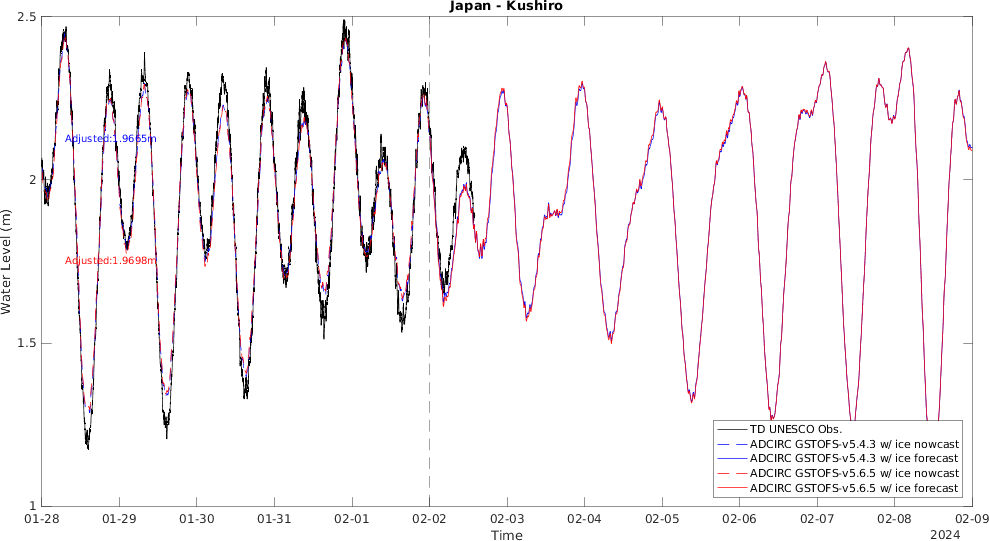 Japan - Kushiro
2.5
2
1.5
1
Water Level (m)
Adjusted:1.9665m
Adjusted:1.9698m
TD UNESCO Obs.
ADCIRC GSTOFS-v5.4.3 w/ ice nowcast
ADCIRC GSTOFS-v5.4.3 w/ ice forecast
ADCIRC GSTOFS-v5.6.5 w/ ice nowcast
ADCIRC GSTOFS-v5.6.5 w/ ice forecast
01-28 01-29 01-30 01-31 02-01 02-02 02-03 02-04 02-05 02-06 02-07 02-08 02-09
Time
2024